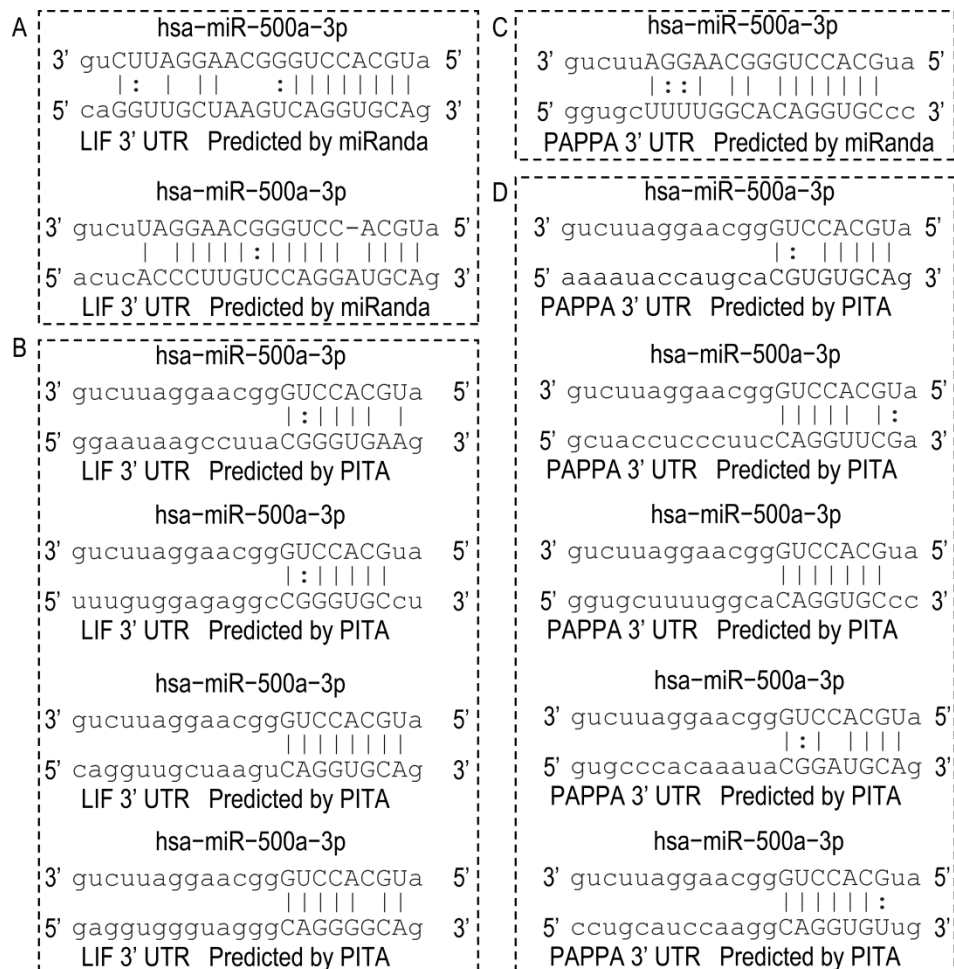 A
hsa−miR−500a−3p
3’ guCUUAGGAACGGGUCCACGUa 5’
|: | || :||||||||
5’ caGGUUGCUAAGUCAGGUGCAg 3’
LIF 3’ UTR Predicted by miRanda
hsa−miR−500a−3p
3’ gucuUAGGAACGGGUCC−ACGUa 5’
| ||||:|||| ||||
5’ acucACCCUUGUCCAGGAUGCAg 3’
LIF 3’ UTR Predicted by miRanda
B
hsa−miR−500a−3p
3’ gucuuaggaacggGUCCACGUa 5’
|:|||| |
5’ ggaauaagccuuaCGGGUGAAg 3’
LIF 3’ UTR Predicted by PITA
hsa−miR−500a−3p
3’ gucuuaggaacggGUCCACGua 5’
|:|||||
5’ uuuguggagaggcCGGGUGCcu 3’
LIF 3’ UTR Predicted by PITA
hsa−miR−500a−3p
3’ gucuuaggaacggGUCCACGUa 5’
||||||||
5’ cagguugcuaaguCAGGUGCAg 3’
LIF 3’ UTR Predicted by PITA
hsa−miR−500a−3p
3’ gucuuaggaacggGUCCACGUa 5’
||||| ||
5’ gagguggguagggCAGGGGCAg 3’
LIF 3’ UTR Predicted by PITA
C
hsa−miR−500a−3p
3’ gucuuAGGAACGGGUCCACGua 5’
|::| || |||||||
5’ ggugcUUUUGGCACAGGUGCcc 3’
PAPPA 3’ UTR Predicted by miRanda
D
hsa−miR−500a−3p
3’ gucuuaggaacggGUCCACGUa 5’
|: |||||
5’ aaaauaccaugcaCGUGUGCAg 3’
PAPPA 3’ UTR Predicted by PITA
hsa−miR−500a−3p
3’ gucuuaggaacggGUCCACGUa 5’
||||| |:
5’ gcuaccucccuucCAGGUUCGa 3’
PAPPA 3’ UTR Predicted by PITA
hsa−miR−500a−3p
3’ gucuuaggaacggGUCCACGua 5’
|||||||
5’ ggugcuuuuggcaCAGGUGCcc 3’
PAPPA 3’ UTR Predicted by PITA
hsa−miR−500a−3p
3’ gucuuaggaacggGUCCACGUa 5’
|:| ||||
5’ gugcccacaaauaCGGAUGCAg 3’
PAPPA 3’ UTR Predicted by PITA
hsa−miR−500a−3p
3’ gucuuaggaacggGUCCACGua 5’
||||||:
5’ ccugcauccaaggCAGGUGUug 3’
PAPPA 3’ UTR Predicted by PITA